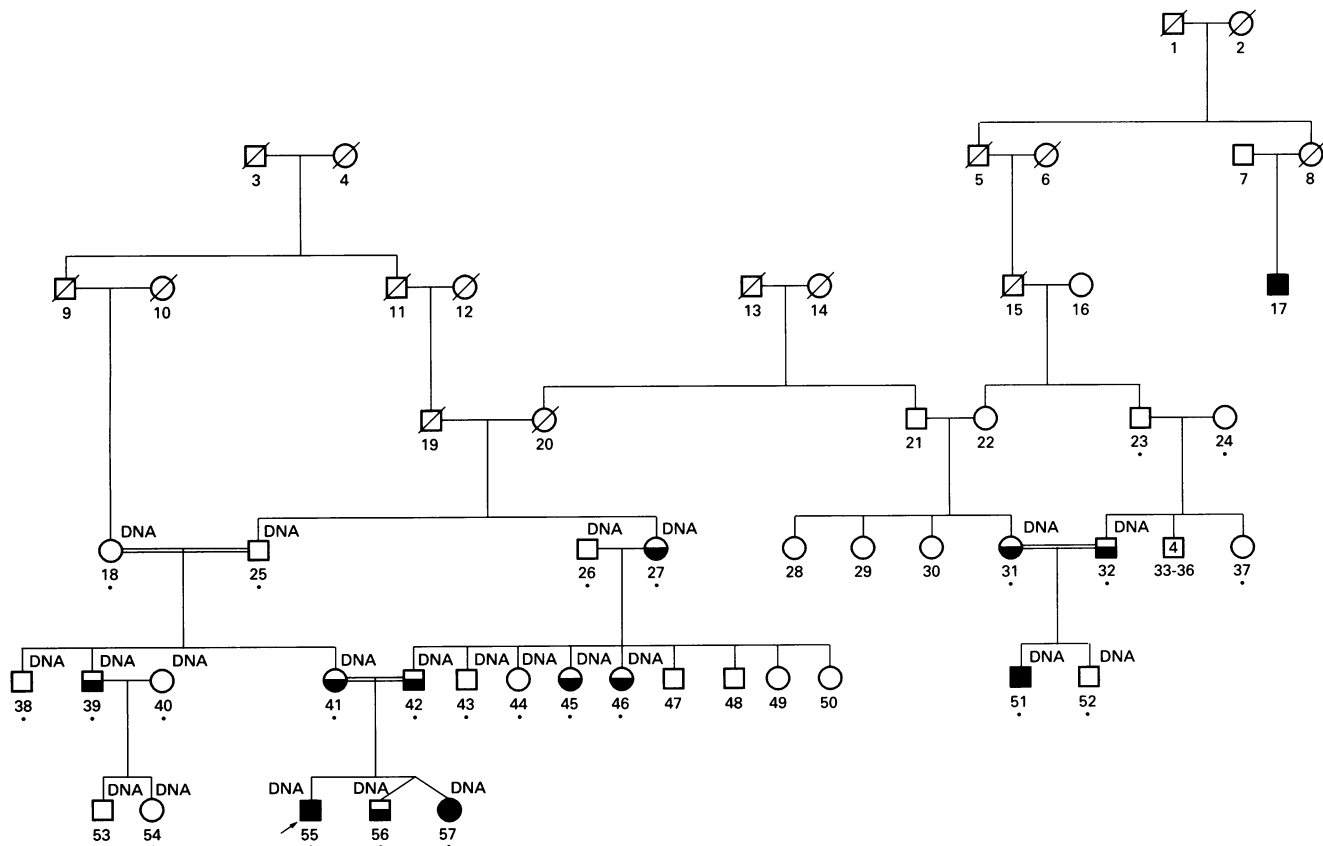 1 2
3 4 5 6 7 8
9 10 11 12 13 14 15 16 17
19 20 21 22 23 24
DNA DNA DNA DNA DNA DNA
18 25 26 27 28 29 30 31 32 4 33-36 37
DNA DNA DNA DNA DNA DNA DNA DNA DNA DNA DNA
38 39 40 41 42 43 44 45 46 47 48 49 50 51 52
DNA DNA DNA DNA DNA
53 54 55 56 57